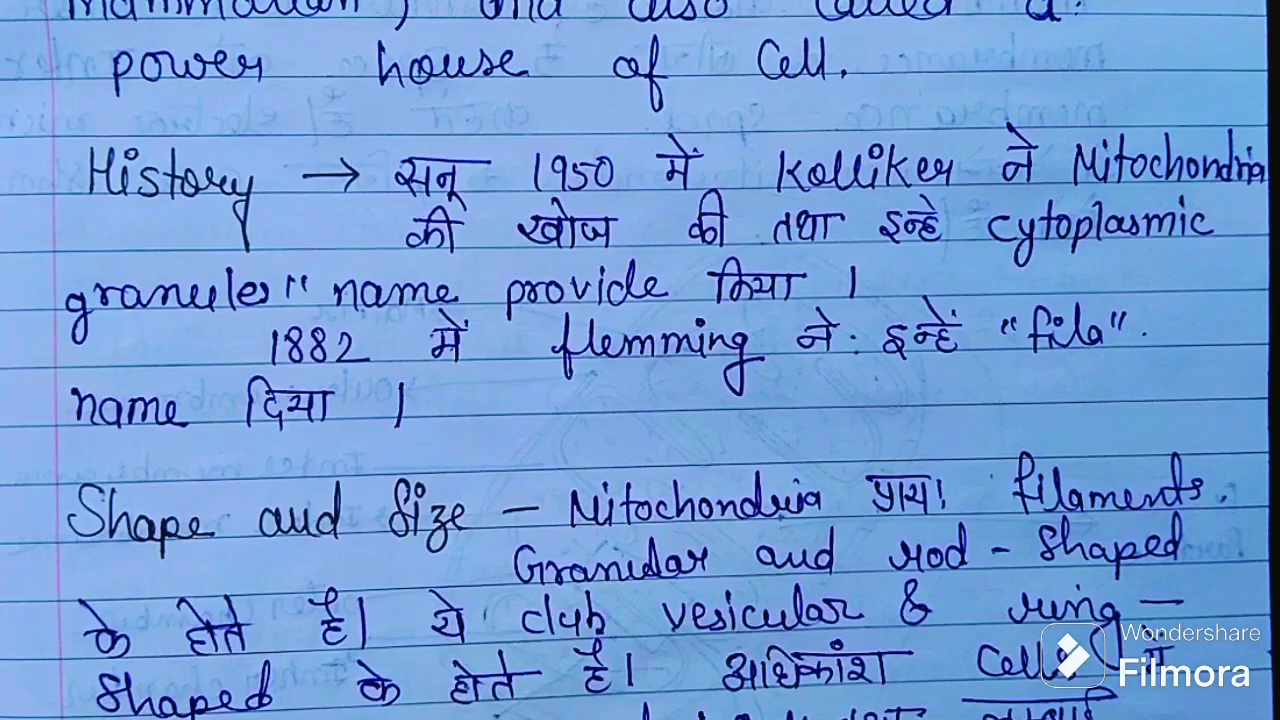 power house of Cell.
History → सन् 1950 में Kolliker ने Mitochondria
की खोज की तथा इन्हे cytoplasmic
granules" name provide किया ।
1882 में flemming ने इन्हें "fila".
name दिया ।
Shape and Size – Mitochondria प्राय: filaments.
Granular and rod - shaped
के होते है। ये club vesicular & ring –
shaped के होते है। अधिकांश Cells में
Wondershare
Filmora